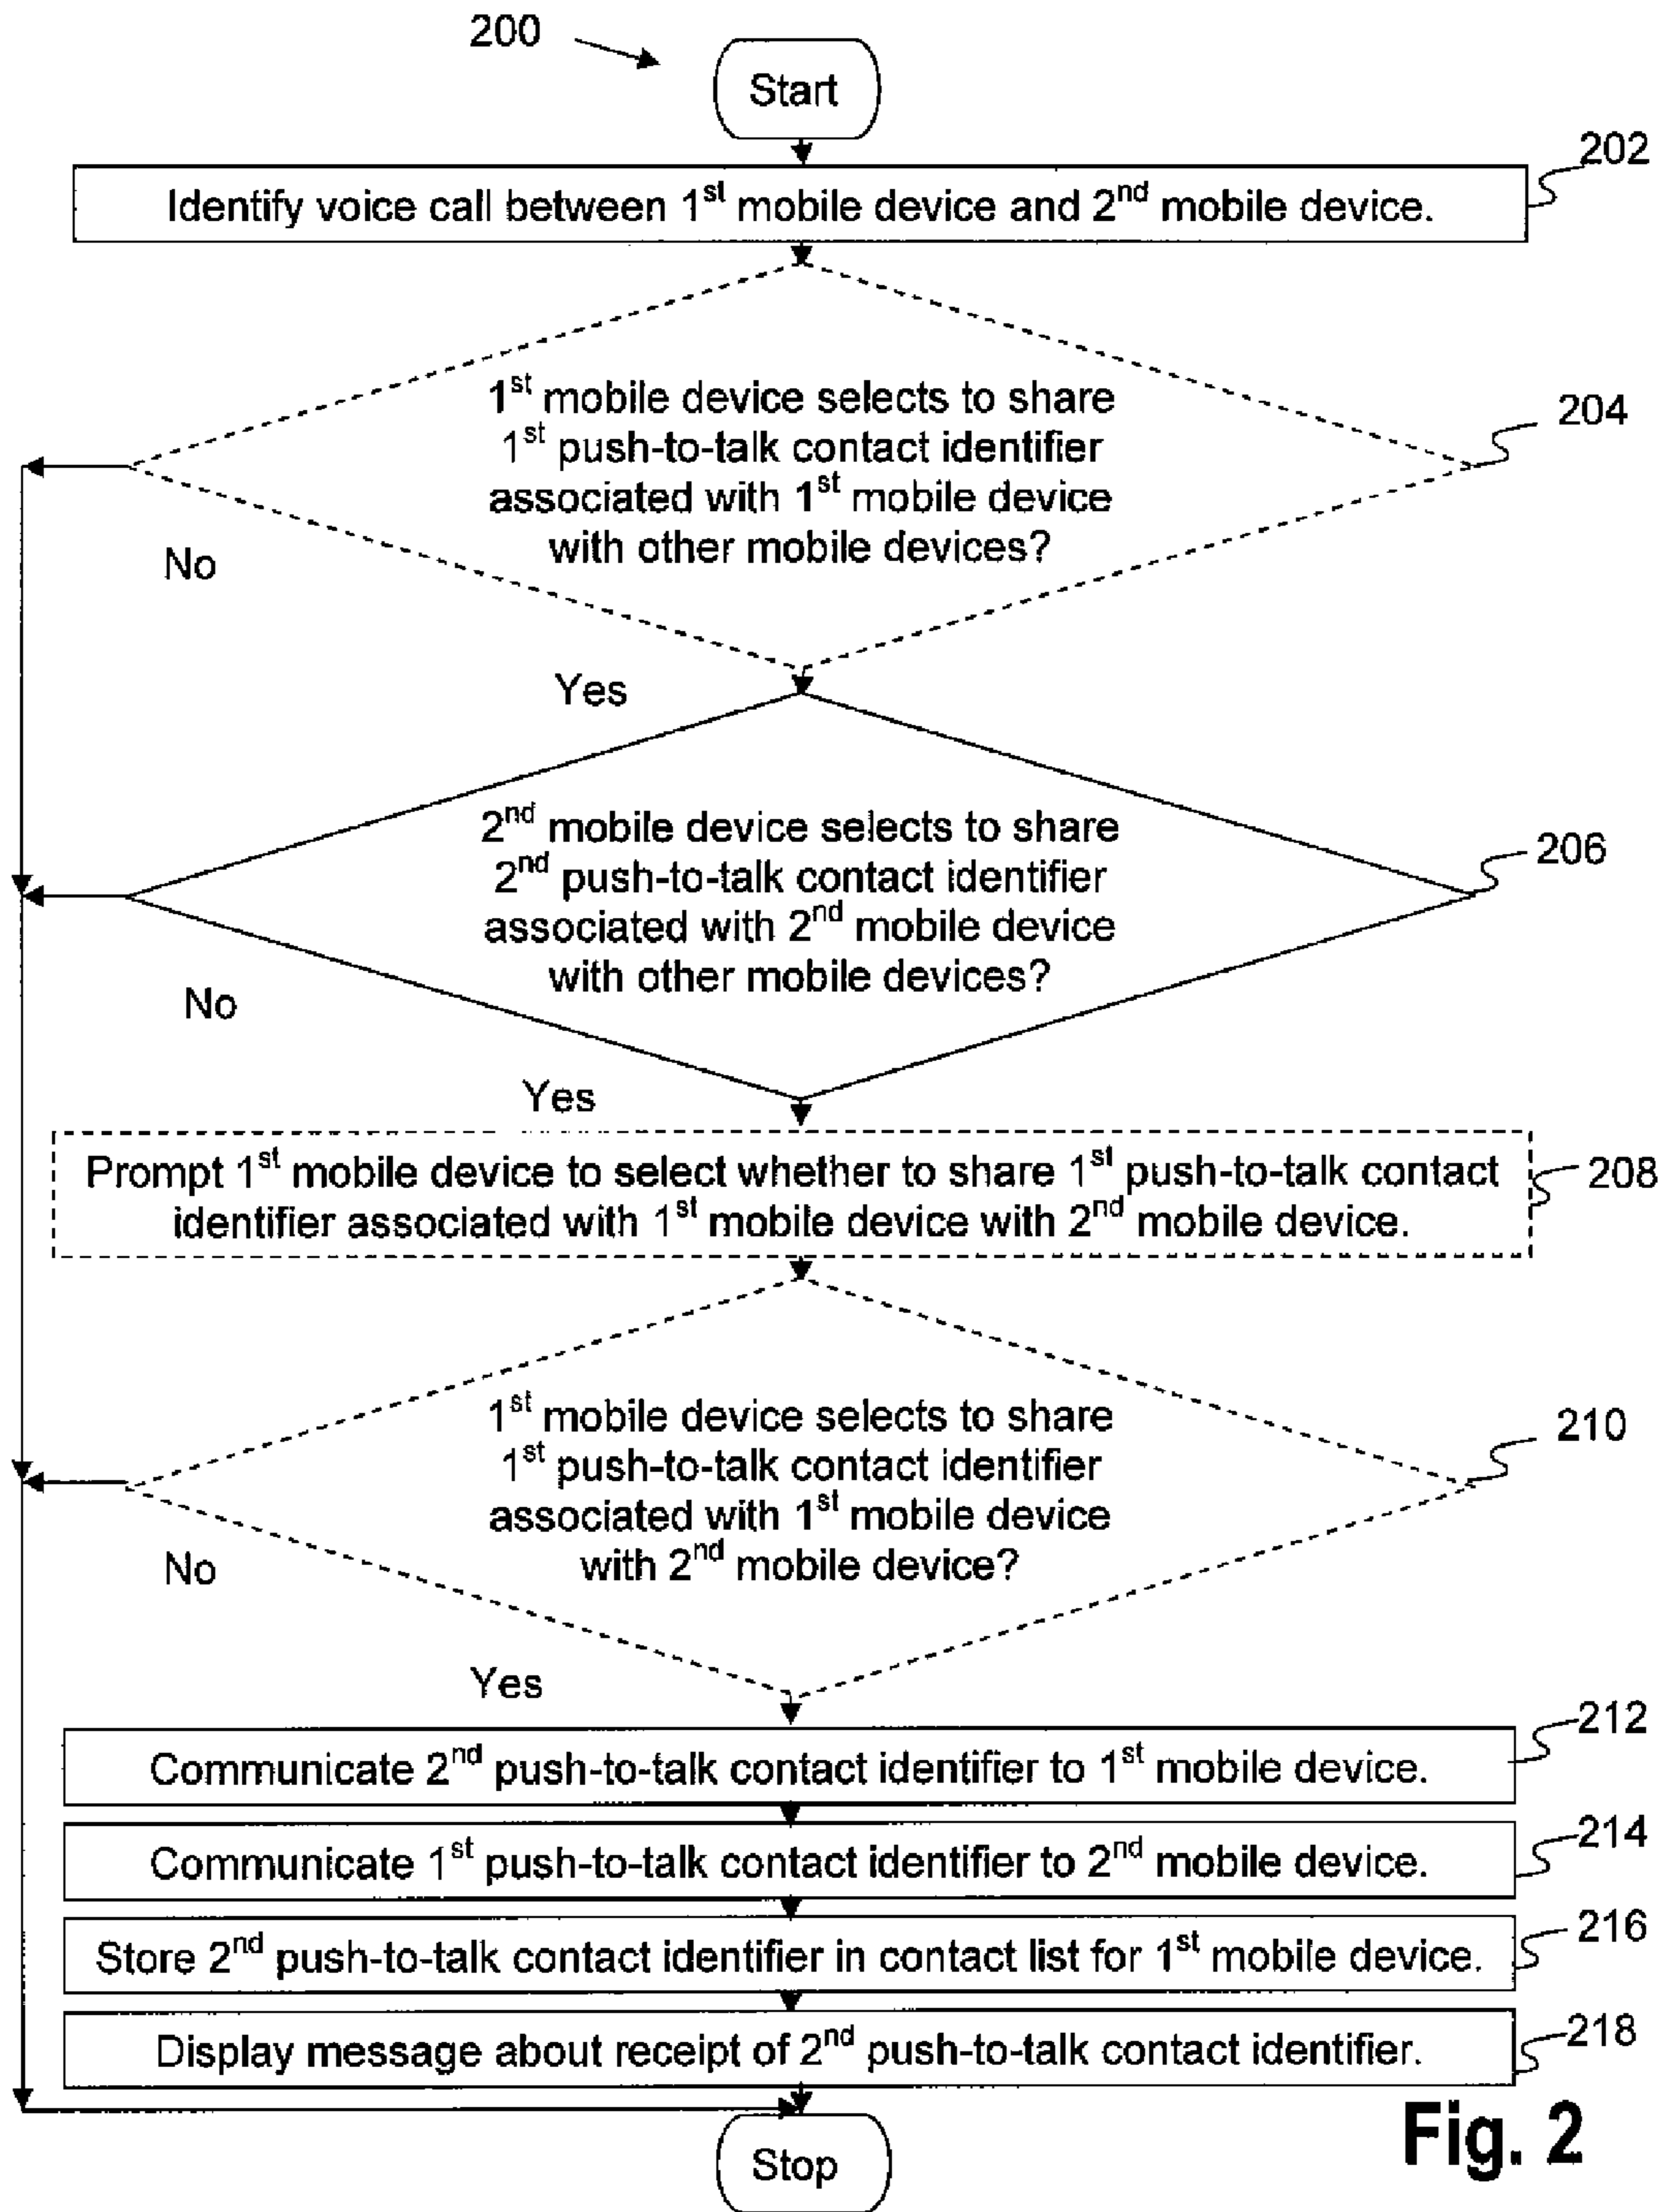 200
Start
202
Identify voice call between 1st mobile device and 2nd mobile device.
1st mobile device selects to share
1st push-to-talk contact identifier
associated with 1st mobile device
with other mobile devices?
204
No
Yes
2nd mobile device selects to share
2nd push-to-talk contact identifier
associated with 2nd mobile device
with other mobile devices?
206
No
Yes
Prompt 1st mobile device to select whether to share 1st push-to-talk contact
identifier associated with 1st mobile device with 2nd mobile device.
208
1st mobile device selects to share
1st push-to-talk contact identifier
associated with 1st mobile device
with 2nd mobile device?
210
No
Yes
212
Communicate 2nd push-to-talk contact identifier to 1st mobile device.
214
Communicate 1st push-to-talk contact identifier to 2nd mobile device.
216
Store 2nd push-to-talk contact identifier in contact list for 1st mobile device.
218
Display message about receipt of 2nd push-to-talk contact identifier.
Stop
Fig. 2